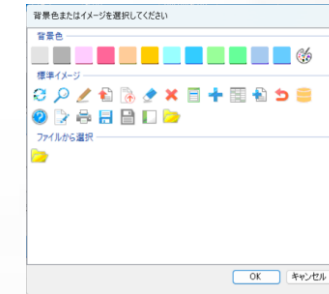 背景色またはイメージを選択してください
背景色
標準イメージ
ファイルから選択
OK
キャンセル